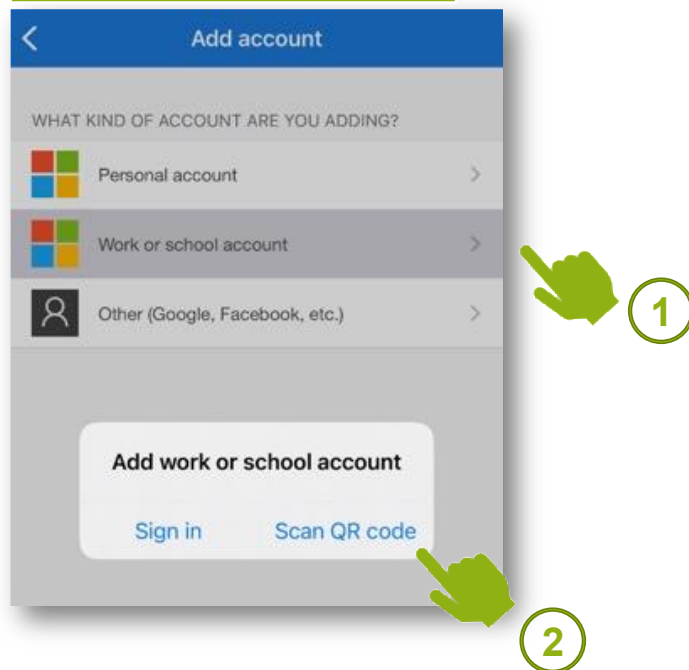 Add account
WHAT KIND OF ACCOUNT ARE YOU ADDING?
Personal account
Work or school account
1
Other (Google, Facebook, etc.)
Add work or school account
Sign in Scan QR code
2